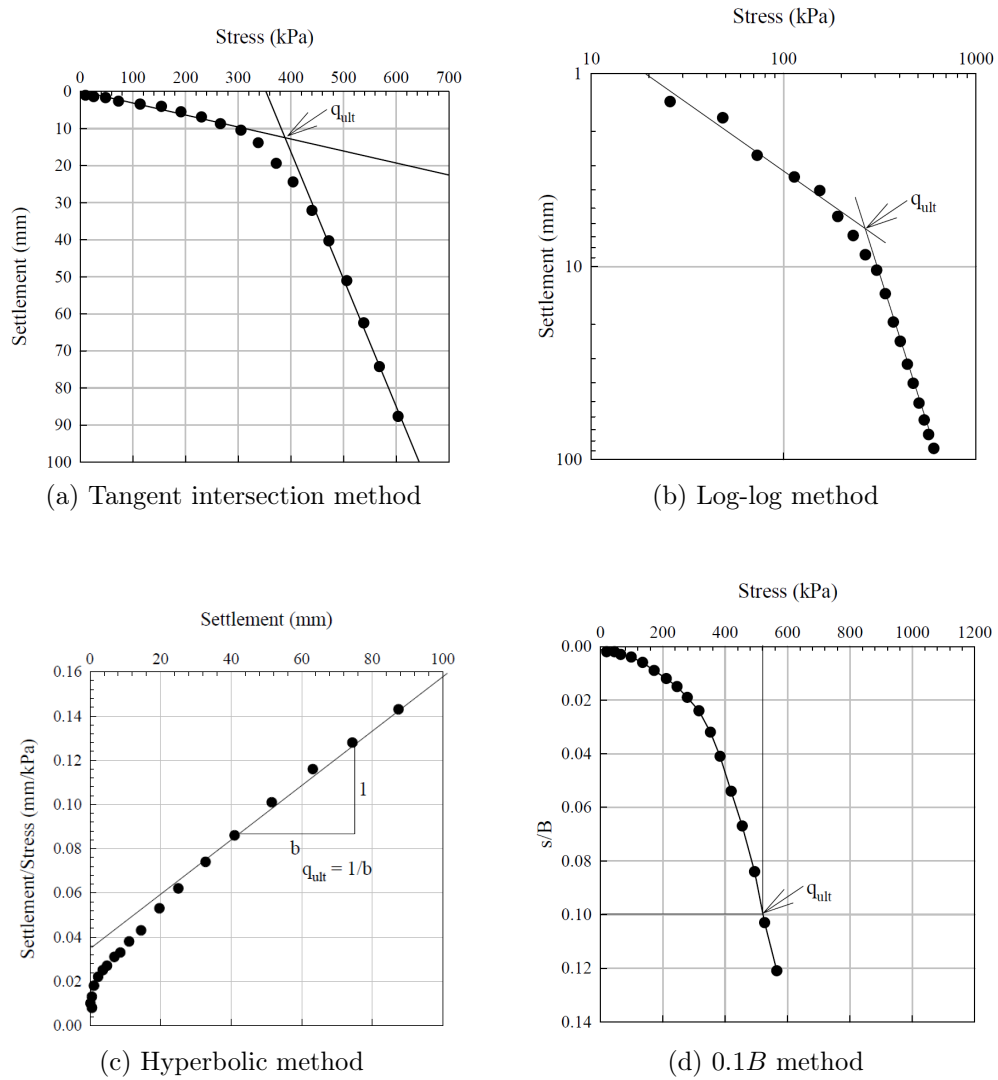 Stress (kPa)
0 100 200 300 400 500 600 700
0
10
20
30
40
50
60
70
80
90
100
Settlement (mm)
q_ult
(a) Tangent intersection method
Stress (kPa)
10 100 1000
1
10
100
Settlement (mm)
q_ult
(b) Log-log method
Settlement (mm)
0 20 40 60 80 100
0.16
0.14
0.12
0.10
0.08
0.06
0.04
0.02
0.00
Settlement/Stress (mm/kPa)
1
b
q_ult = 1/b
(c) Hyperbolic method
Stress (kPa)
0 200 400 600 800 1000 1200
0.00
0.02
0.04
0.06
0.08
0.10
0.12
0.14
s/B
q_ult
(d) 0.1B method